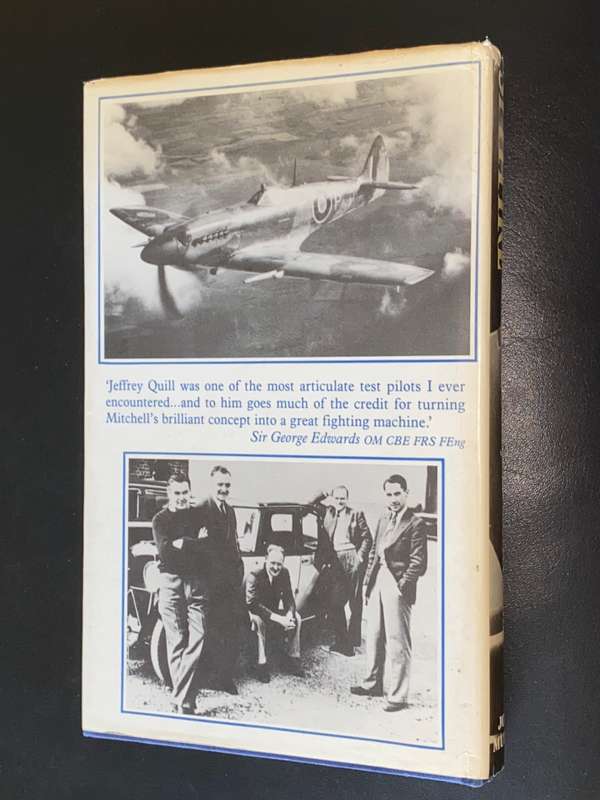 'Jeffrey Quill was one of the most articulate test pilots I ever
encountered...and to him goes much of the credit for turning
Mitchell's brilliant concept into a great fighting machine.'
Sir George Edwards OM CBE FRS FEng